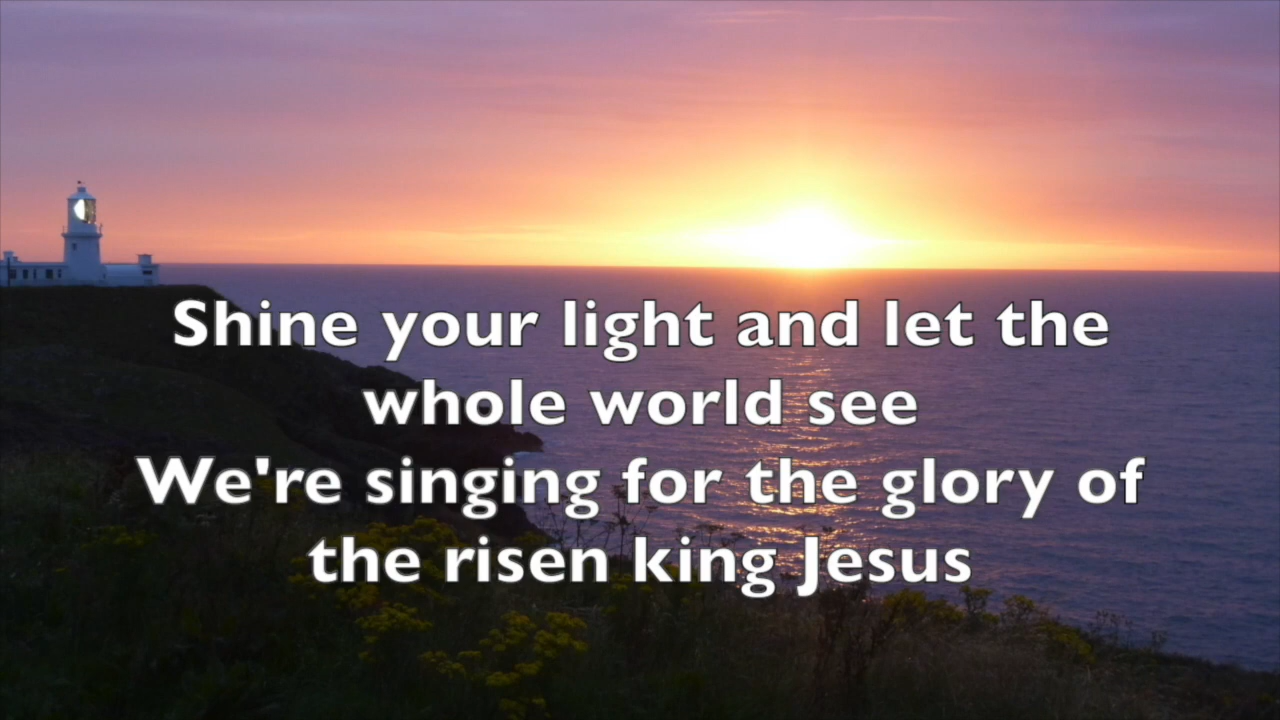 Shine your light and let the
whole world see
We're singing for the glory of
the risen king Jesus